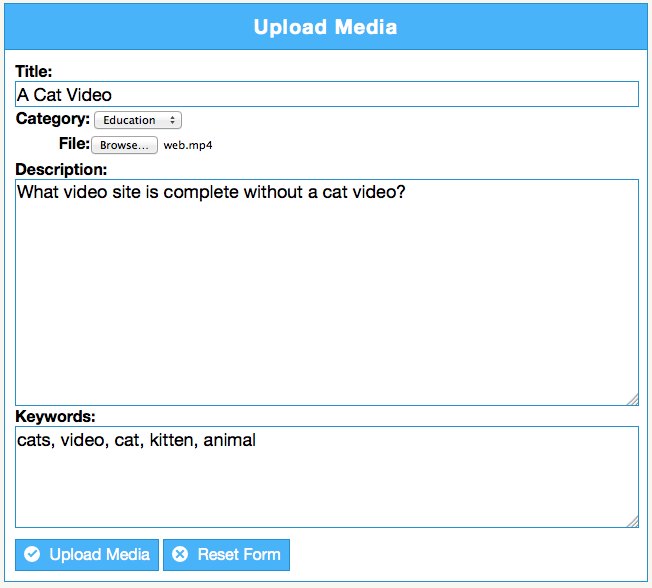 Upload Media
Title:
A Cat Video
Category: Education
File: Browse... web.mp4
Description:
What video site is complete without a cat video?
Keywords:
cats, video, cat, kitten, animal
Upload Media Reset Form